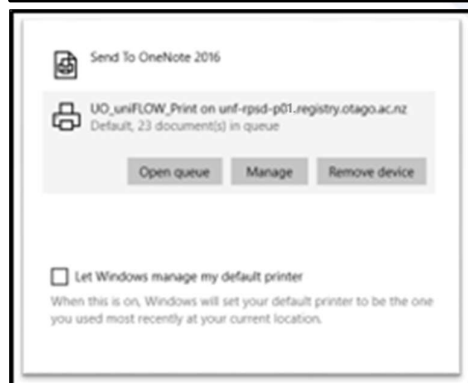 Send To OneNote 2016
UO_uniFLOW_Print on unf-rpsd-p01.registry.otago.ac.nz
Default, 23 document(s) in queue
Open queue
Manage
Remove device
Let Windows manage my default printer
When this is on, Windows will set your default printer to be the one
you used most recently at your current location.